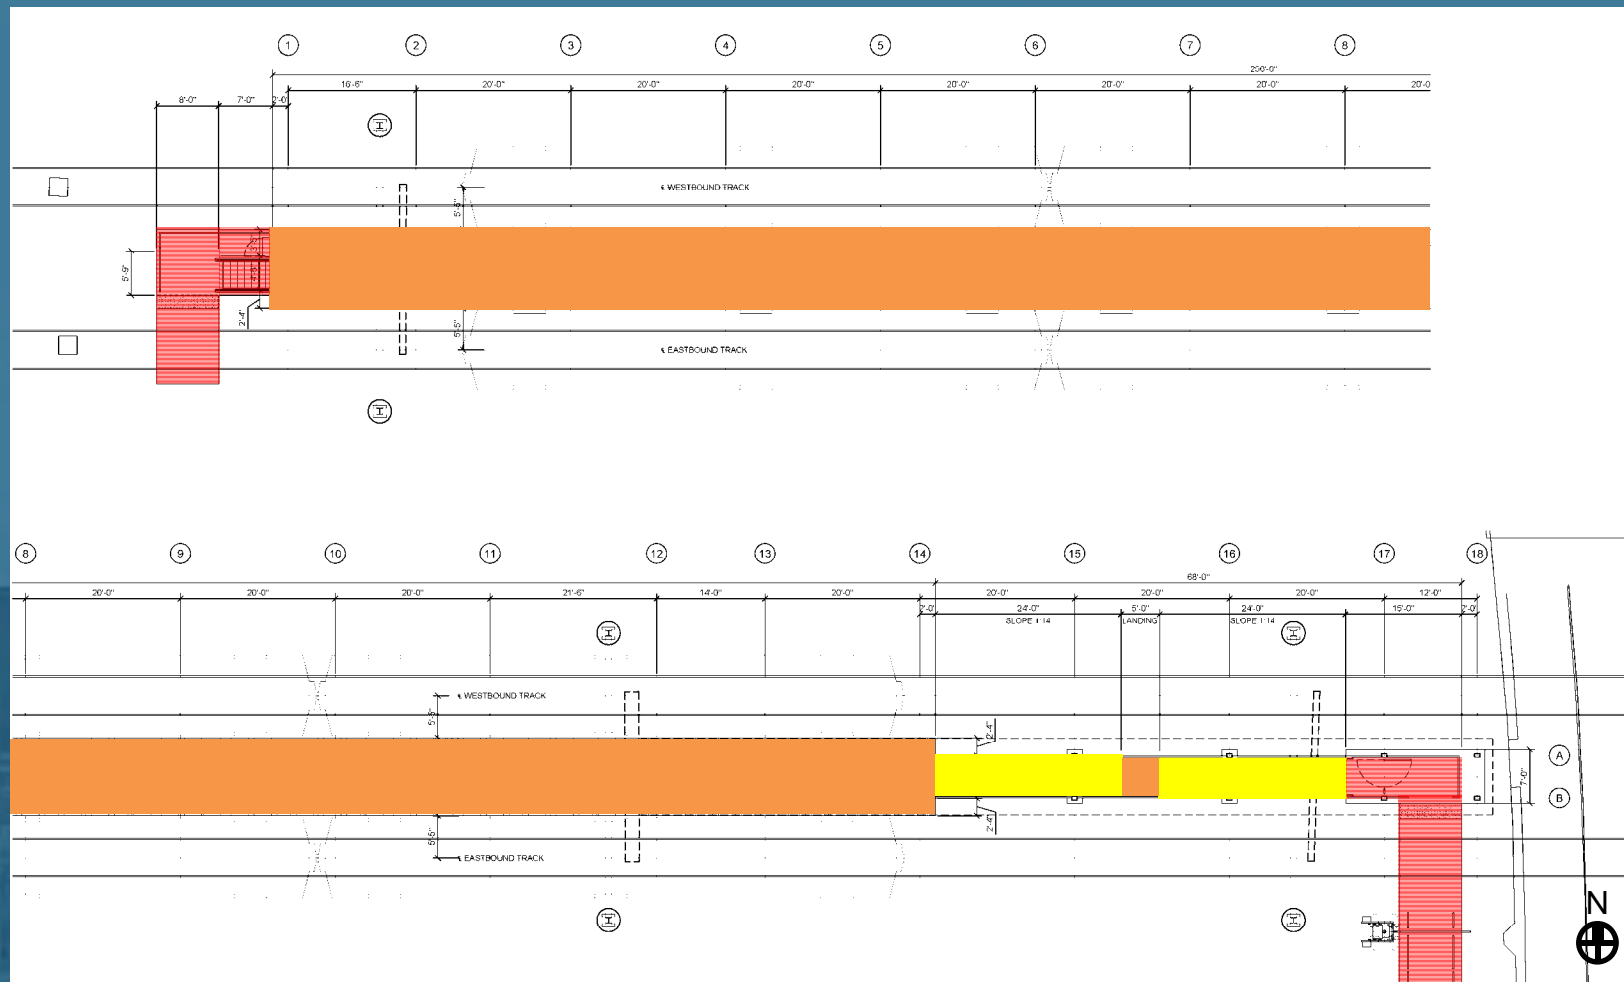 1 2 3 4 5 6 7 8
16'-6" 20'-0" 20'-0" 20'-0" 20'-0" 20'-0" 20'-0" 20'-0
8'-0" 7'-0" 2'-0
℄ WESTBOUND TRACK
5'-5"
5'-9"
2'-4"
5'-5"
℄ EASTBOUND TRACK
8 9 10 11 12 13 14 15 16 17 18
68'-0"
20'-0" 20'-0" 20'-0" 21'-6" 14'-0" 20'-0" 20'-0" 20'-0" 20'-0" 12'-0"
2'-0 24'-0" 5'-0" 24'-0" 15'-0" 2'-0
SLOPE 1:14 LANDING SLOPE 1:14
℄ WESTBOUND TRACK
5'-5"
2'-4"
A
7'-0"
B
2'-4"
5'-5"
℄ EASTBOUND TRACK
N